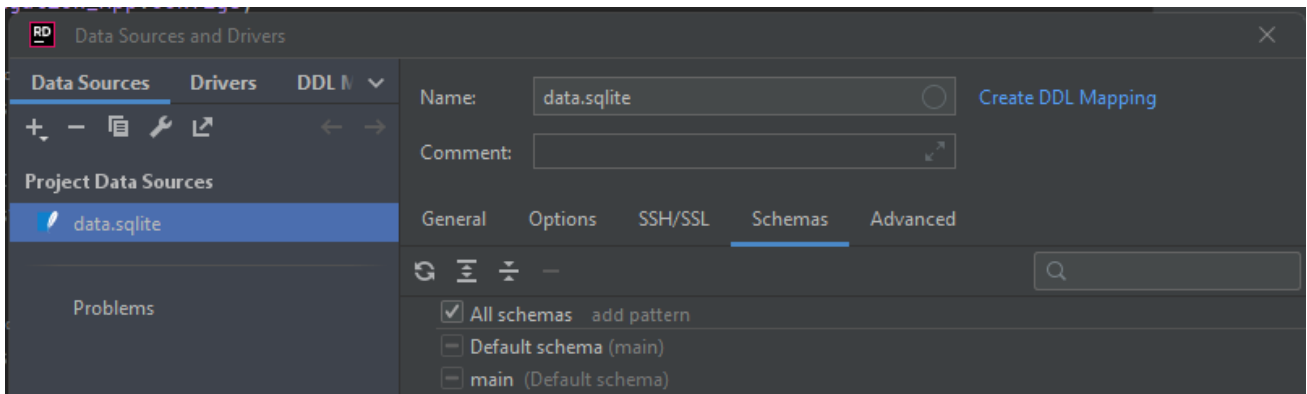 RD Data Sources and Drivers
Data Sources Drivers DDL M
Name: data.sqlite Create DDL Mapping
Comment:
Project Data Sources
data.sqlite
General Options SSH/SSL Schemas Advanced
Problems
All schemas add pattern
Default schema (main)
main (Default schema)